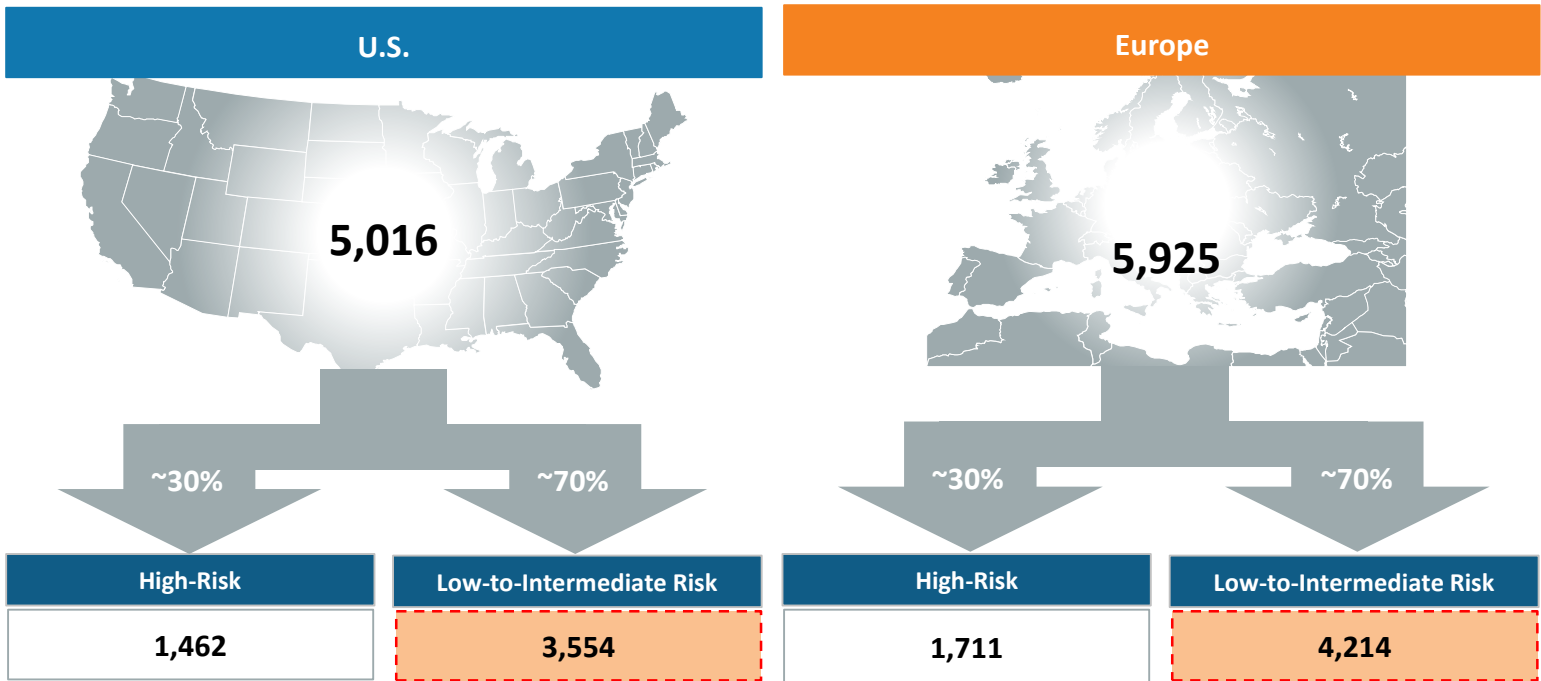 U.S.
5,016
~30%
~70%
High-Risk
Low-to-Intermediate Risk
1,462
3,554
Europe
5,925
~30%
~70%
High-Risk
Low-to-Intermediate Risk
1,711
4,214